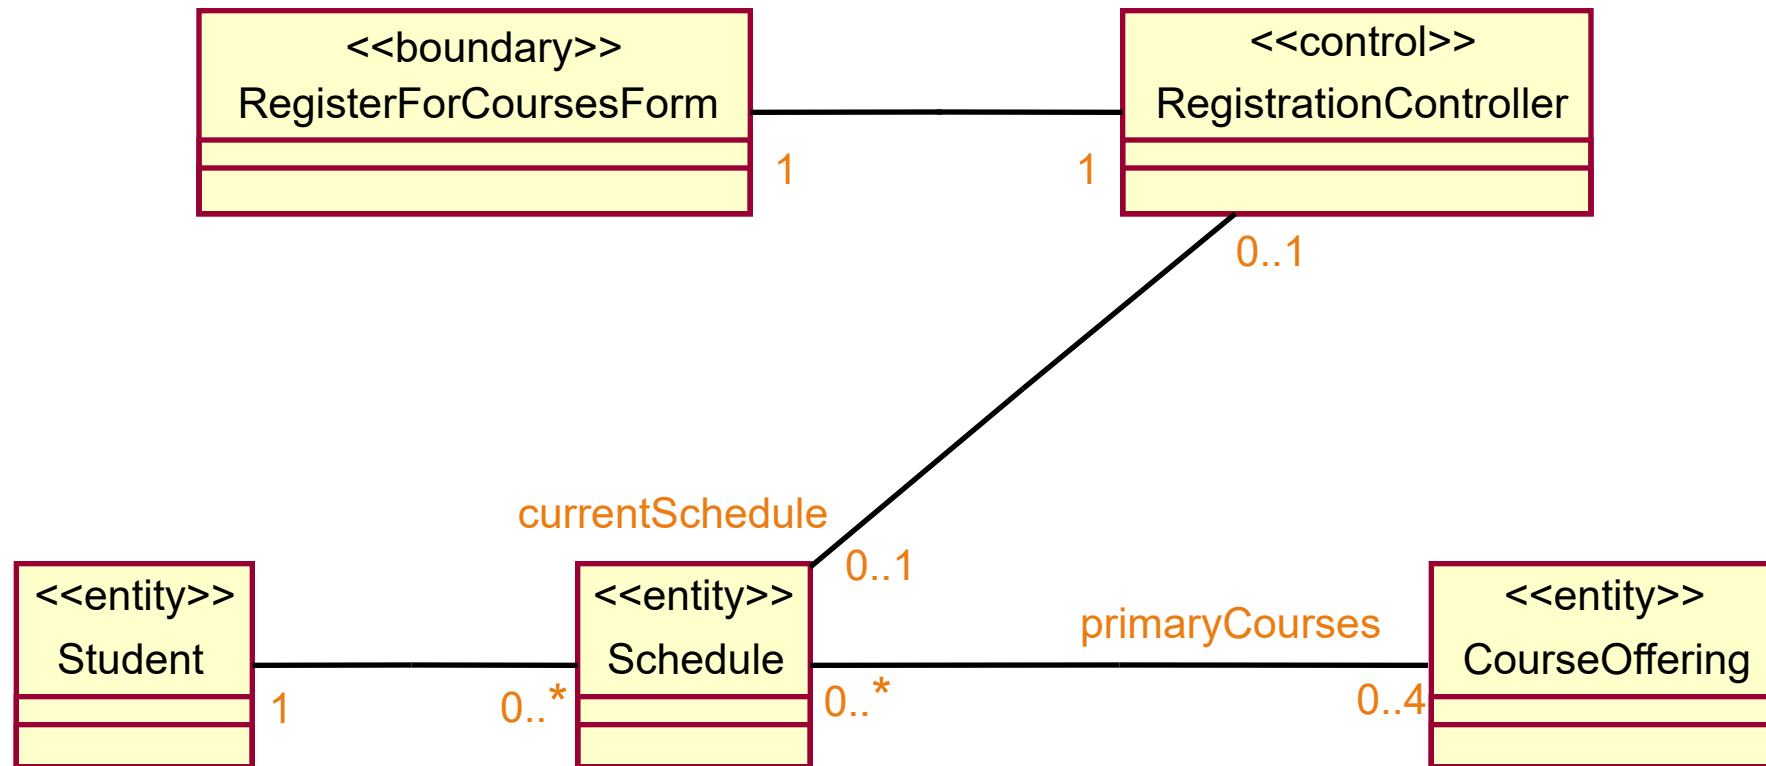 <<boundary>>
RegisterForCoursesForm
<<control>>
RegistrationController
1
1
0..1
currentSchedule
0..1
<<entity>>
Student
<<entity>>
Schedule
primaryCourses
<<entity>>
CourseOffering
1
0..*
0..*
0..4